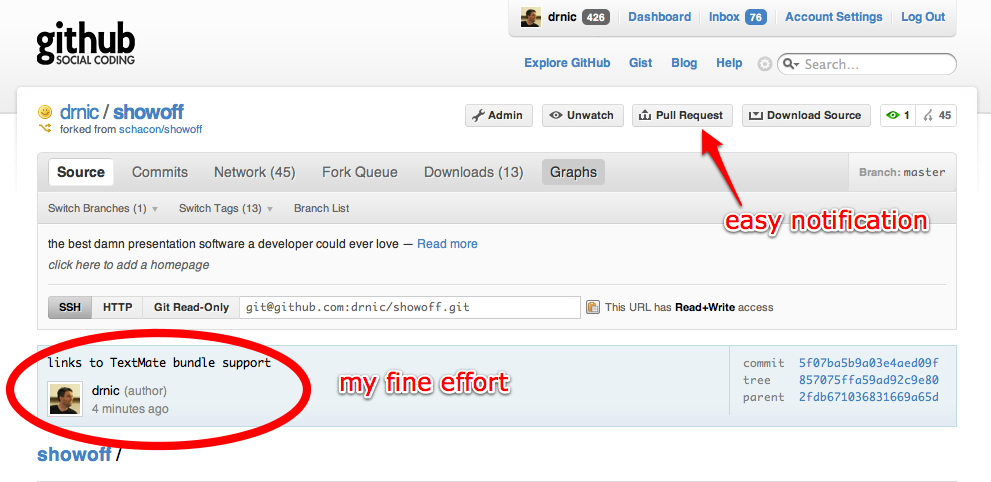 drnic 426 Dashboard Inbox 76 Account Settings Log Out
github
SOCIAL CODING
Explore GitHub Gist Blog Help Search...
drnic / showoff
forked from schacon/showoff
Admin Unwatch Pull Request Download Source 1 45
Source Commits Network (45) Fork Queue Downloads (13) Graphs Branch: master
Switch Branches (1) Switch Tags (13) Branch List
easy notification
the best damn presentation software a developer could ever love — Read more
click here to add a homepage
SSH HTTP Git Read-Only git@github.com:drnic/showoff.git This URL has Read+Write access
links to TextMate bundle support
drnic (author)
4 minutes ago
my fine effort
commit 5f07ba5b9a03e4aed09f
tree 857075ffa59ad92c9e80
parent 2fdb671036831669a65d
showoff /